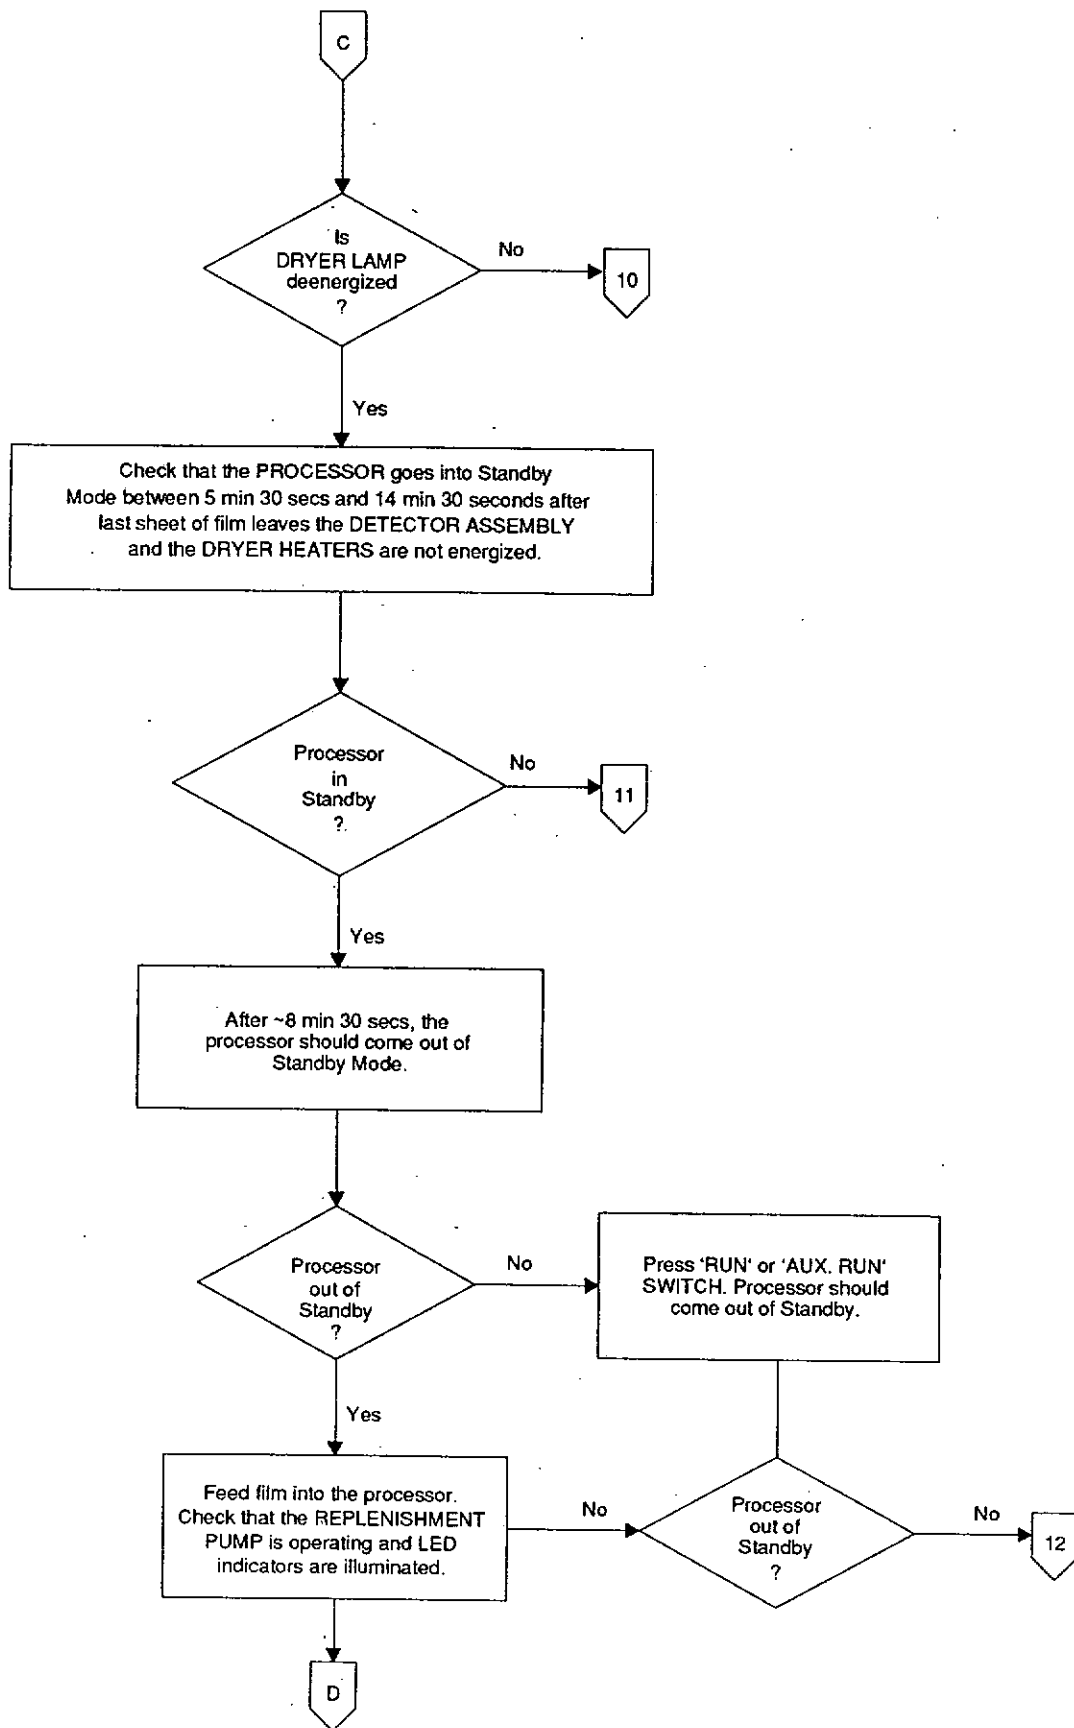 C
Is
DRYER LAMP
deenergized
?
No
10
Yes
Check that the PROCESSOR goes into Standby
Mode between 5 min 30 secs and 14 min 30 seconds after
last sheet of film leaves the DETECTOR ASSEMBLY
and the DRYER HEATERS are not energized.
Processor
in
Standby
?
No
11
Yes
After ~8 min 30 secs, the
processor should come out of
Standby Mode.
Processor
out of
Standby
?
No
Press 'RUN' or 'AUX. RUN'
SWITCH. Processor should
come out of Standby.
Yes
Feed film into the processor.
Check that the REPLENISHMENT
PUMP is operating and LED
indicators are illuminated.
No
Processor
out of
Standby
?
No
12
D